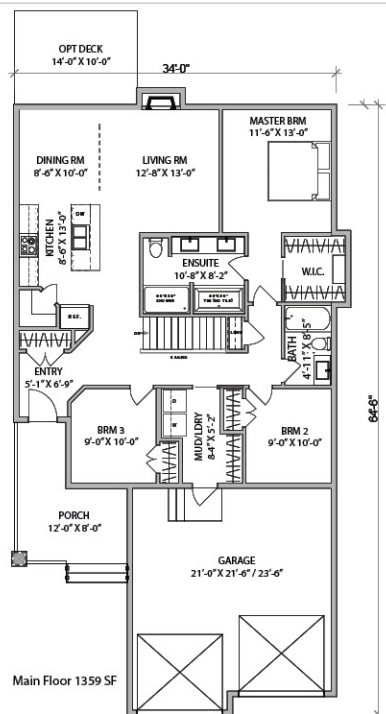 OPT DECK
14'-0" X 10'-0"
34'-0"
MASTER BRM
11'-6" X 13'-0"
DINING RM
8'-6" X 10'-0"
LIVING RM
12'-8" X 13'-0"
KITCHEN
8'-6" X 13'-0"
DW
ENSUITE
10'-8" X 8'-2"
W.I.C.
REF.
BATH
4'-11" X 8'-5"
ENTRY
5'-1" X 6'-9"
64'-6"
BRM 3
9'-0" X 10'-0"
MUD/LDRY
8'-4" X 5'-2"
D
W
BRM 2
9'-0" X 10'-0"
PORCH
12'-0" X 8'-0"
GARAGE
21'-0" X 21'-6" / 23'-6"
Main Floor 1359 SF